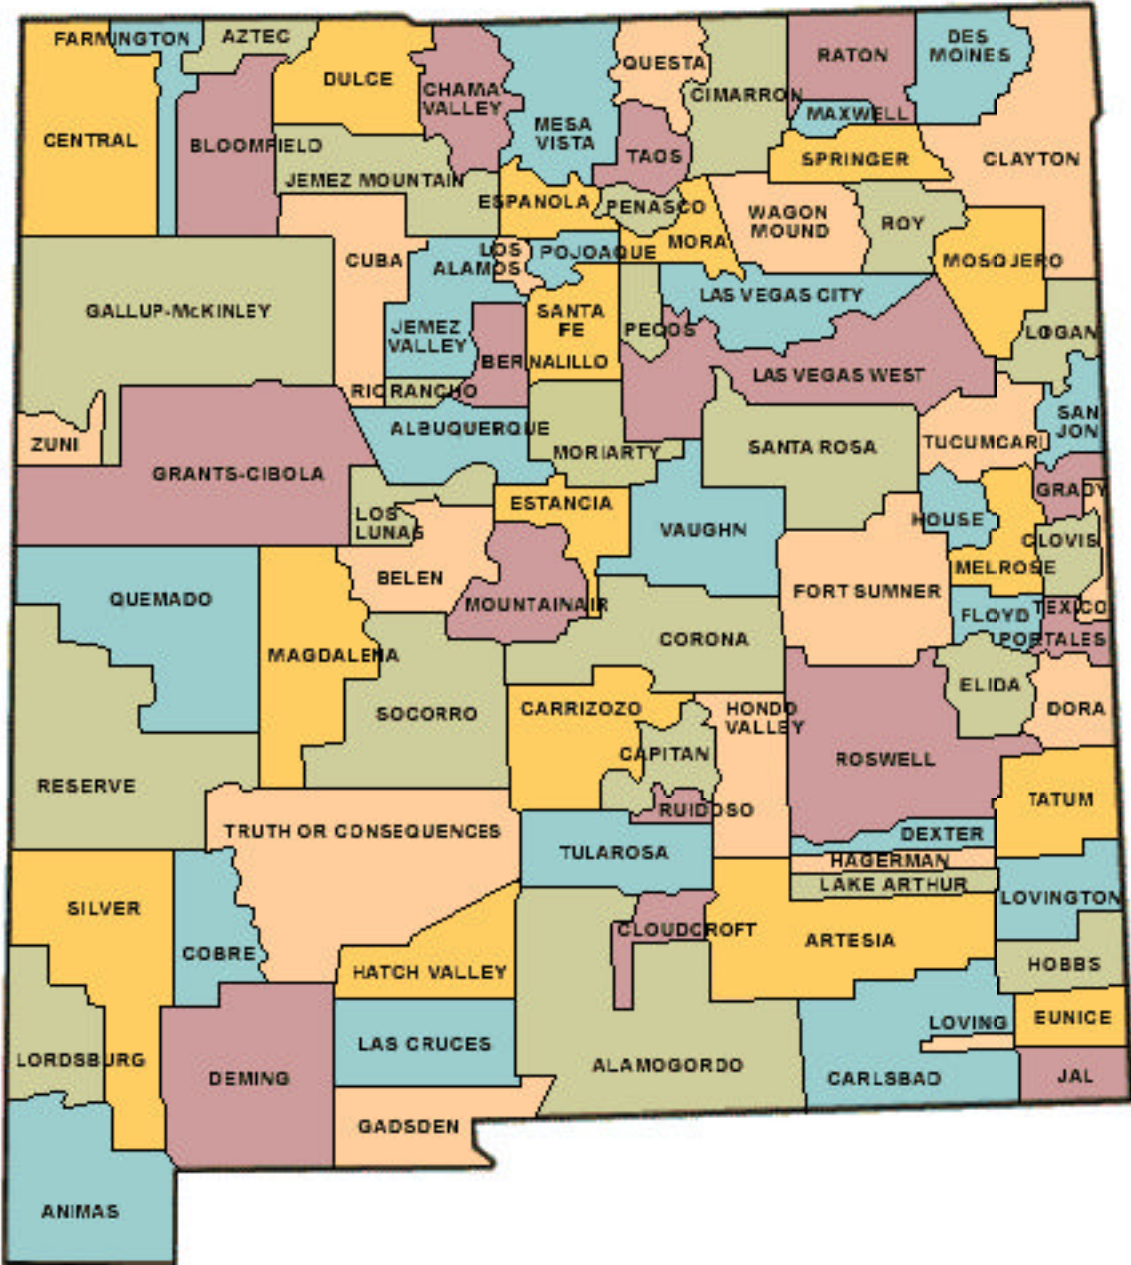 FARMINGTON
AZTEC
DULCE
CHAMA
VALLEY
MESA
VISTA
QUESTA
CIMARRON
RATON
DES
MOINES
MAXWELL
CENTRAL
BLOOMFIELD
TAOS
SPRINGER
CLAYTON
JEMEZ MOUNTAIN
ESPANOLA
PENASCO
MORA
WAGON
MOUND
ROY
CUBA
LOS
ALAMOS
POJOAQUE
MOSQJERO
GALLUP-McKINLEY
JEMEZ
VALLEY
SANTA
FE
PECOS
LAS VEGAS CITY
LOGAN
BERNALILLO
LAS VEGAS WEST
RIO RANCHO
ZUNI
ALBUQUERQUE
MORIARTY
SANTA ROSA
TUCUMCARI
SAN
JON
GRANTS-CIBOLA
GRADY
LOS
LUNAS
ESTANCIA
VAUGHN
HOUSE
CLOVIS
BELEN
MELROSE
QUEMADO
MOUNTAINAIR
FORT SUMNER
FLOYD
TEXICO
PORTALES
MAGDALENA
CORONA
ELIDA
SOCORRO
CARRIZOZO
HONDO
VALLEY
DORA
RESERVE
CAPITAN
ROSWELL
TATUM
RUIDOSO
TRUTH OR CONSEQUENCES
TULAROSA
DEXTER
HAGERMAN
LAKE ARTHUR
LOVINGTON
SILVER
COBRE
CLOUDCROFT
ARTESIA
HATCH VALLEY
HOBBS
LORDSBURG
LAS CRUCES
LOVING
EUNICE
DEMING
ALAMOGORDO
CARLSBAD
JAL
GADSDEN
ANIMAS